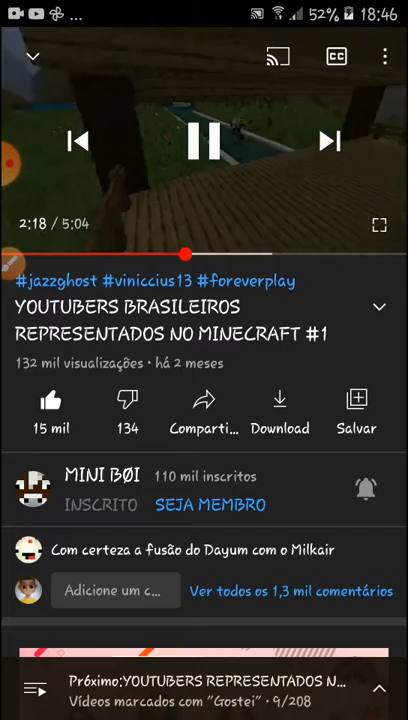 ... 52% 18:46
CC
2:18 / 5:04
#jazzghost #viniccius13 #foreverplay
YOUTUBERS BRASILEIROS
REPRESENTADOS NO MINECRAFT #1
132 mil visualizações • há 2 meses
15 mil 134 Comparti... Download Salvar
MINI BØI 110 mil inscritos
INSCRITO SEJA MEMBRO
Com certeza a fusão do Dayum com o Milkair
Adicione um c... Ver todos os 1,3 mil comentários
Próximo:YOUTUBERS REPRESENTADOS N...
Vídeos marcados com "Gostei" • 9/208